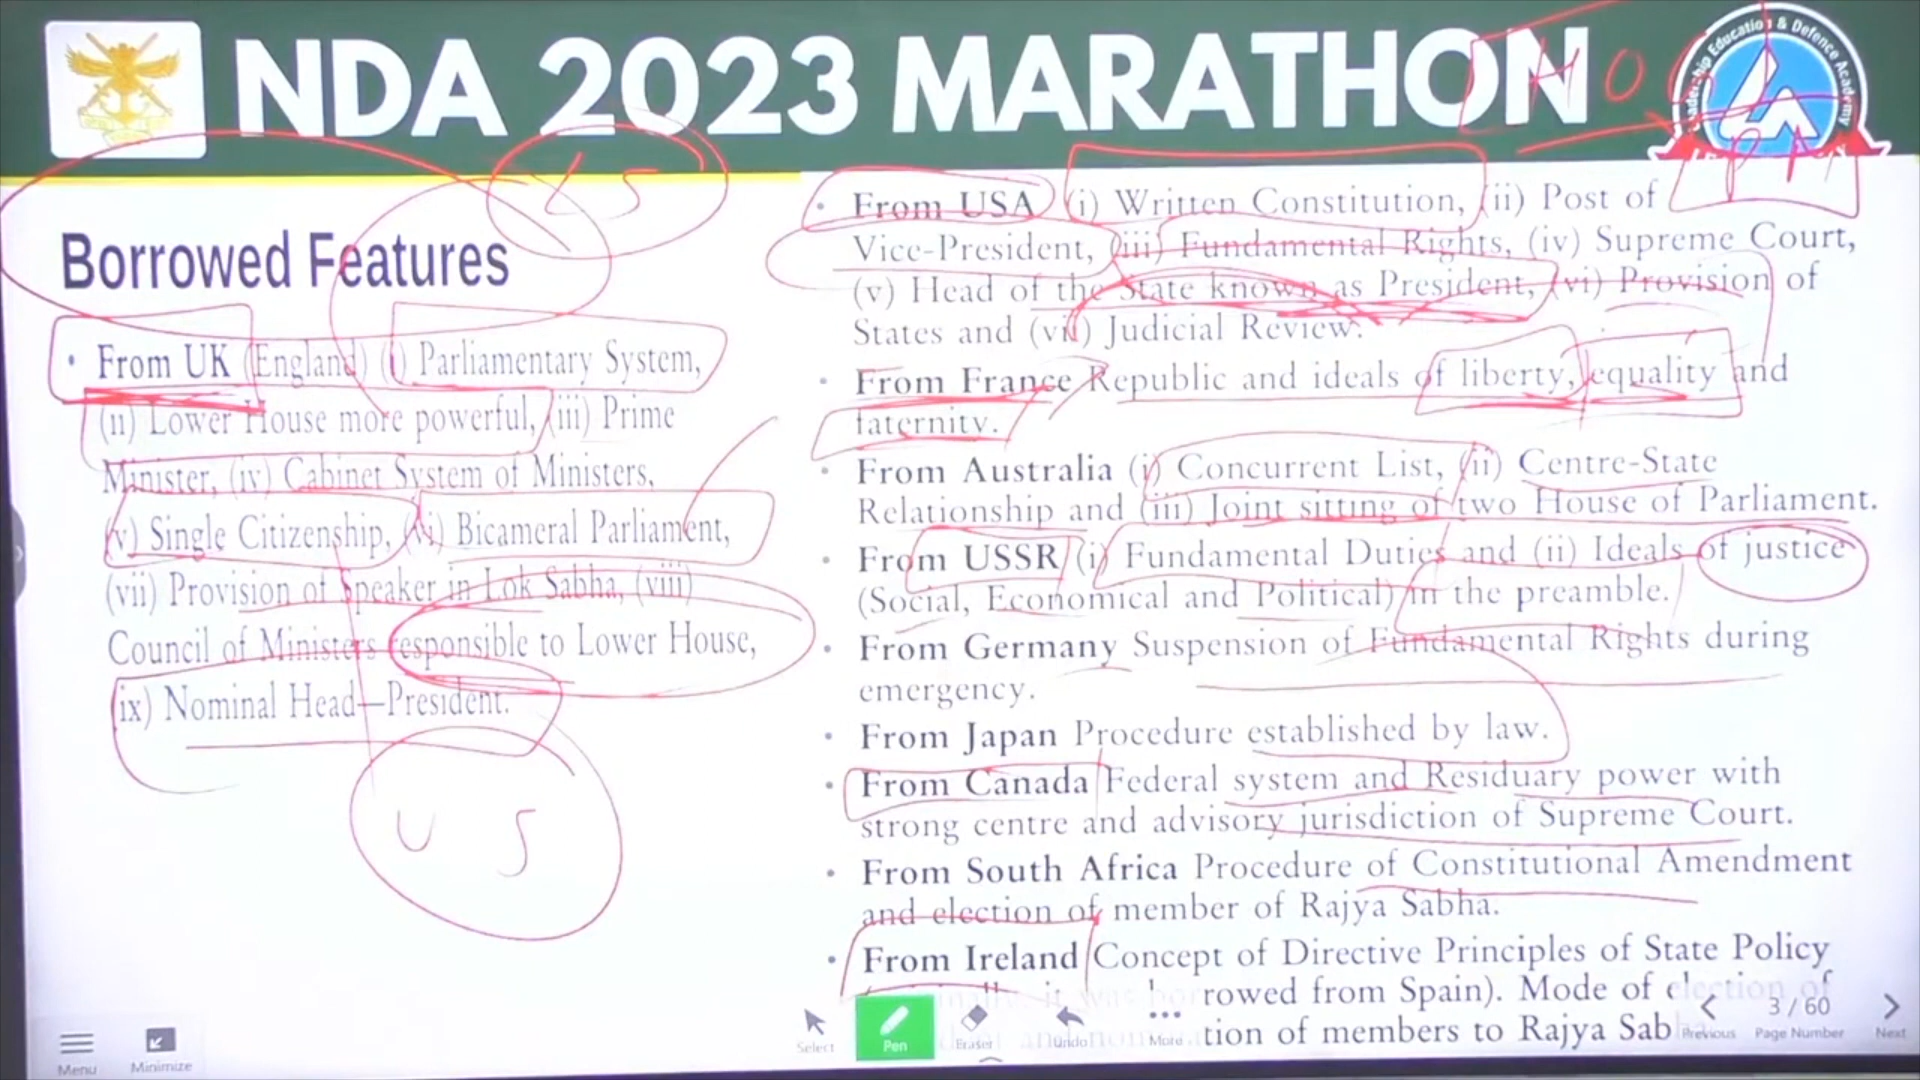 NDA 2023 MARATHON
Leadership Education & Defence Academy
Borrowed Features
• From UK (England) (i) Parliamentary System,
(ii) Lower House more powerful, (iii) Prime
Minister, (iv) Cabinet System of Ministers,
(v) Single Citizenship, (vi) Bicameral Parliament,
(vii) Provision of Speaker in Lok Sabha, (viii)
Council of Ministers responsible to Lower House,
(ix) Nominal Head—President.
LS
U S
• From USA (i) Written Constitution, (ii) Post of
Vice-President, (iii) Fundamental Rights, (iv) Supreme Court,
(v) Head of the State known as President, (vi) Provision of
States and (vii) Judicial Review.
• From France Republic and ideals of liberty, equality and
faternity.
• From Australia (i) Concurrent List, (ii) Centre-State
Relationship and (iii) Joint sitting of two House of Parliament.
• From USSR (i) Fundamental Duties and (ii) Ideals of justice
(Social, Economical and Political) in the preamble.
• From Germany Suspension of Fundamental Rights during
emergency.
• From Japan Procedure established by law.
• From Canada Federal system and Residuary power with
strong centre and advisory jurisdiction of Supreme Court.
• From South Africa Procedure of Constitutional Amendment
and election of member of Rajya Sabha.
• From Ireland Concept of Directive Principles of State Policy
it was borrowed from Spain). Mode of election of
tion of members to Rajya Sab
Menu
Minimize
Select
Pen
Eraser
Undo
More
Previous
3 / 60
Page Number
Next